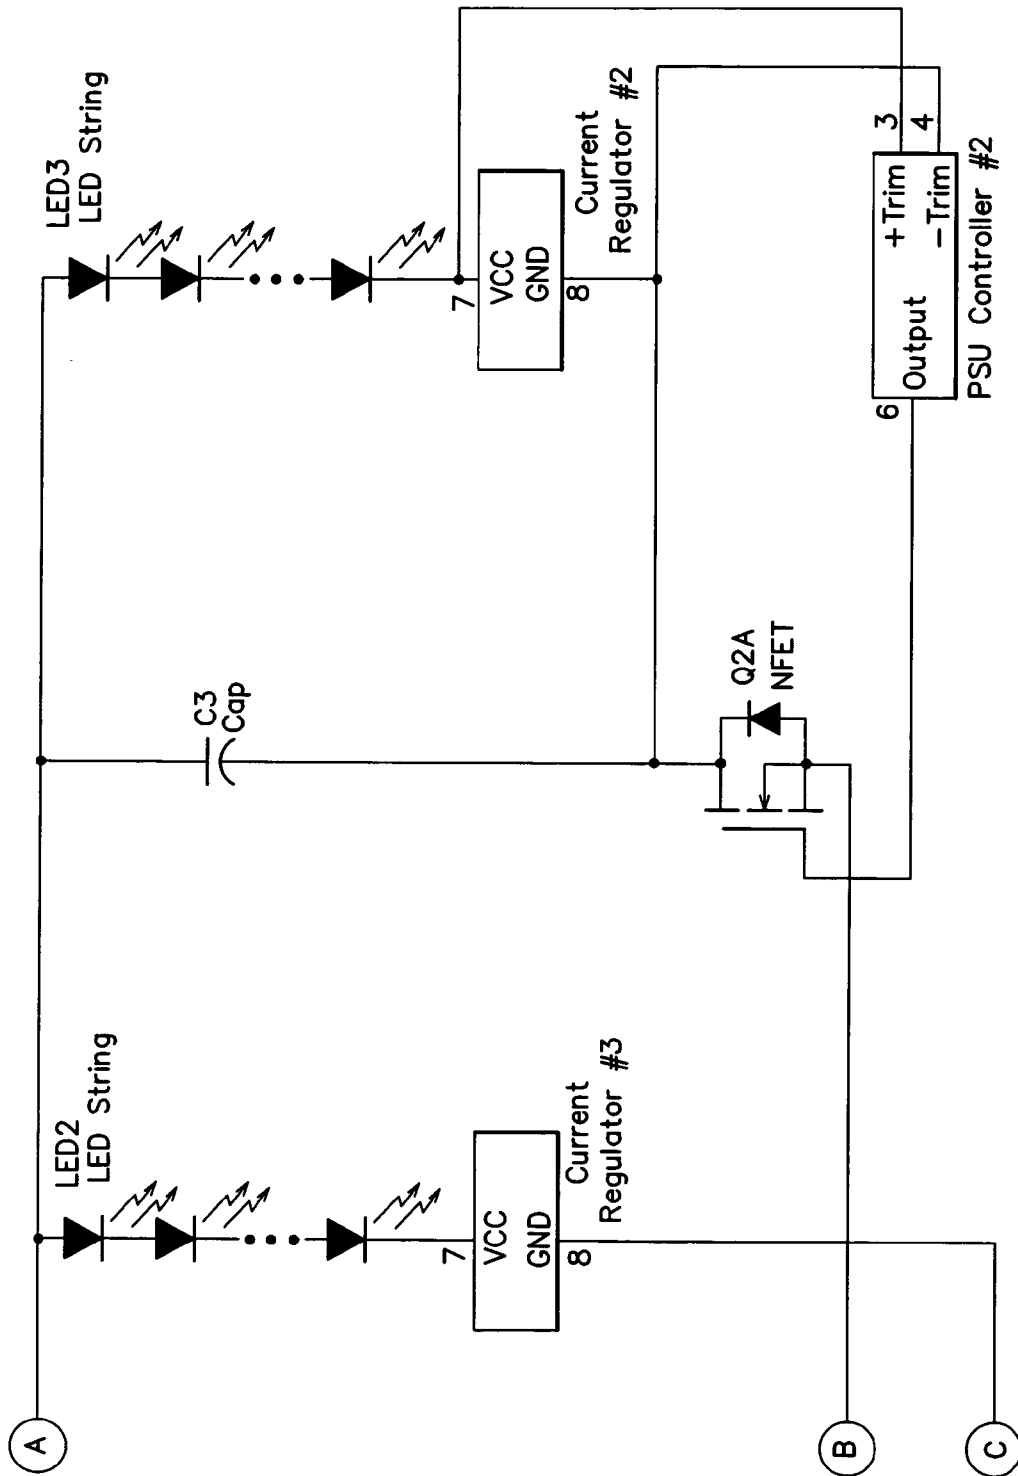 LED3
LED String
7
VCC
GND
8
Current
Regulator #2
3
4
+Trim
−Trim
Output
6
PSU Controller #2
C3
Cap
Q2A
NFET
LED2
LED String
7
VCC
GND
8
Current
Regulator #3
A
B
C